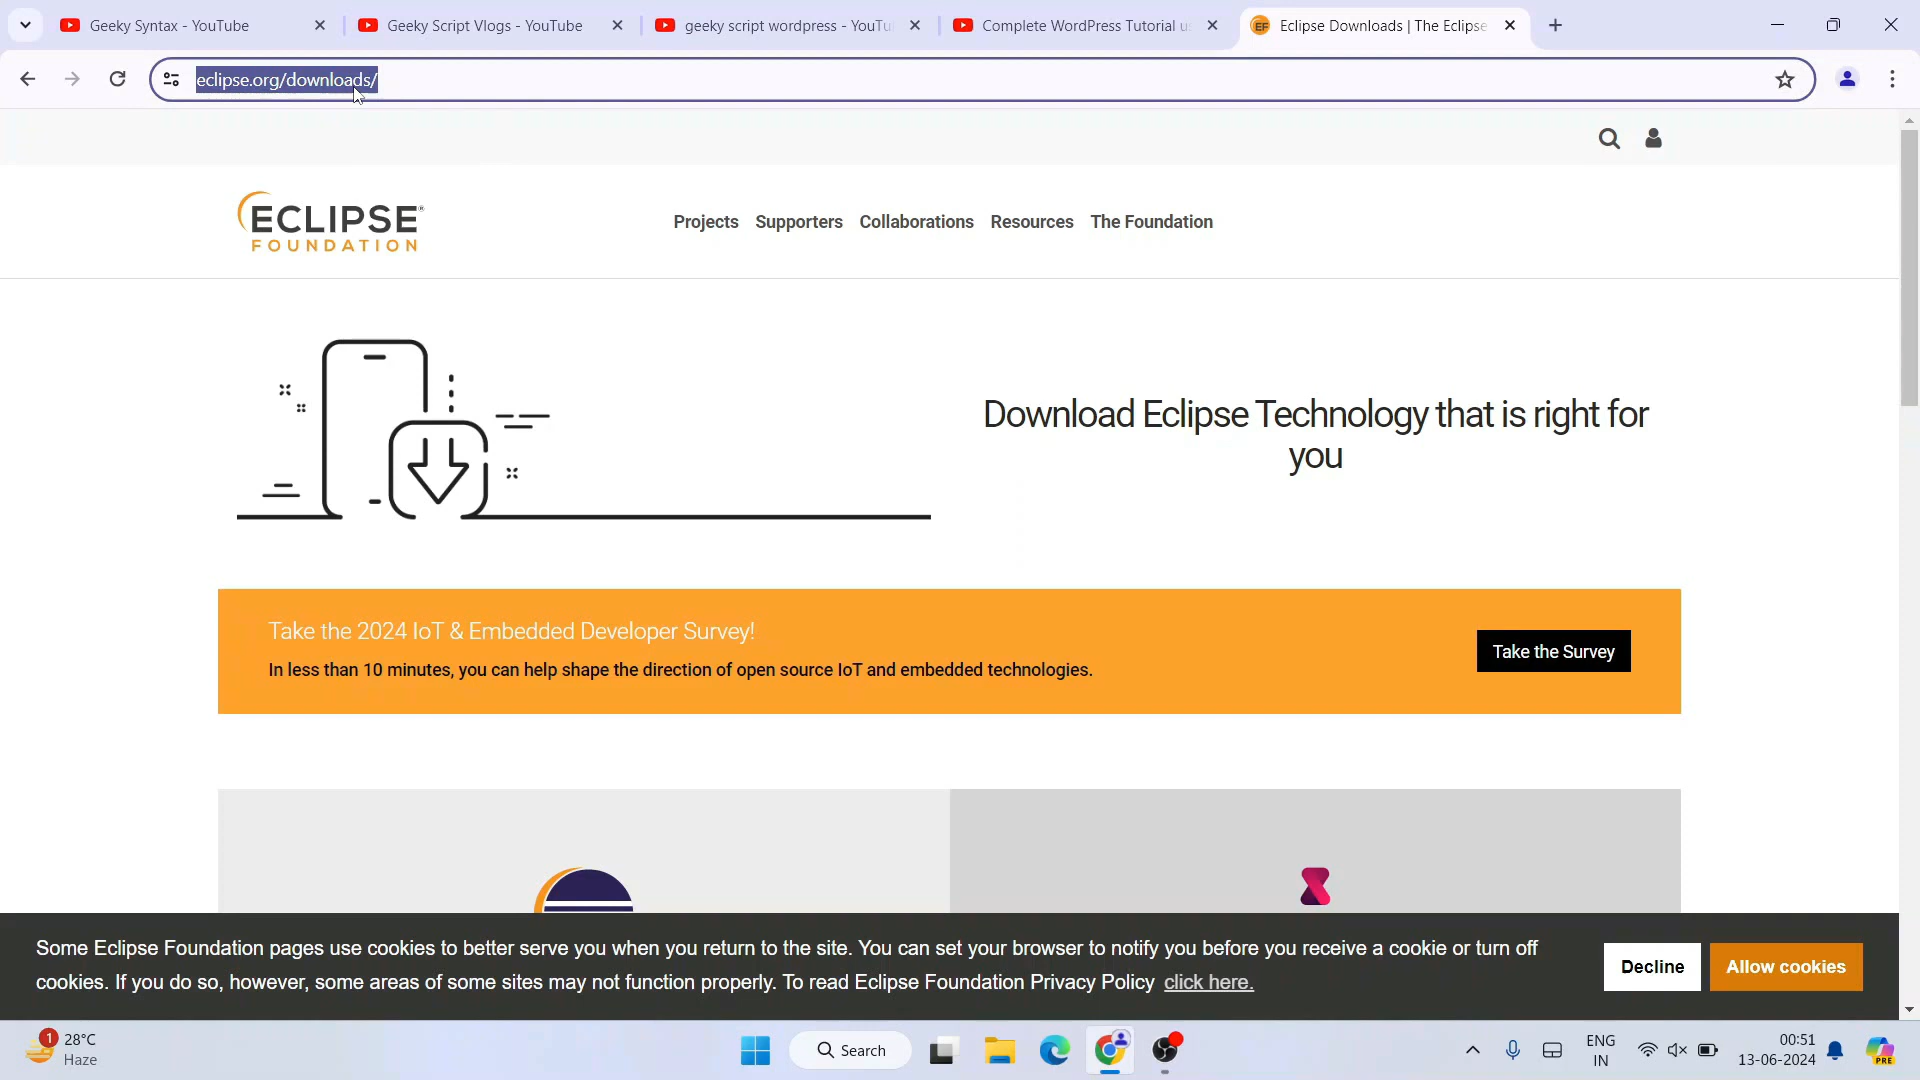 Geeky Syntax - YouTube
Geeky Script Vlogs - YouTube
geeky script wordpress - YouTu
Complete WordPress Tutorial u
Eclipse Downloads | The Eclipse
eclipse.org/downloads/
ECLIPSE®
FOUNDATION
Projects Supporters Collaborations Resources The Foundation
Download Eclipse Technology that is right for
you
Take the 2024 IoT & Embedded Developer Survey!
In less than 10 minutes, you can help shape the direction of open source IoT and embedded technologies.
Take the Survey
Some Eclipse Foundation pages use cookies to better serve you when you return to the site. You can set your browser to notify you before you receive a cookie or turn off
cookies. If you do so, however, some areas of some sites may not function properly. To read Eclipse Foundation Privacy Policy click here.
Decline
Allow cookies
1
28°C
Haze
Search
ENG
IN
00:51
13-06-2024
PRE